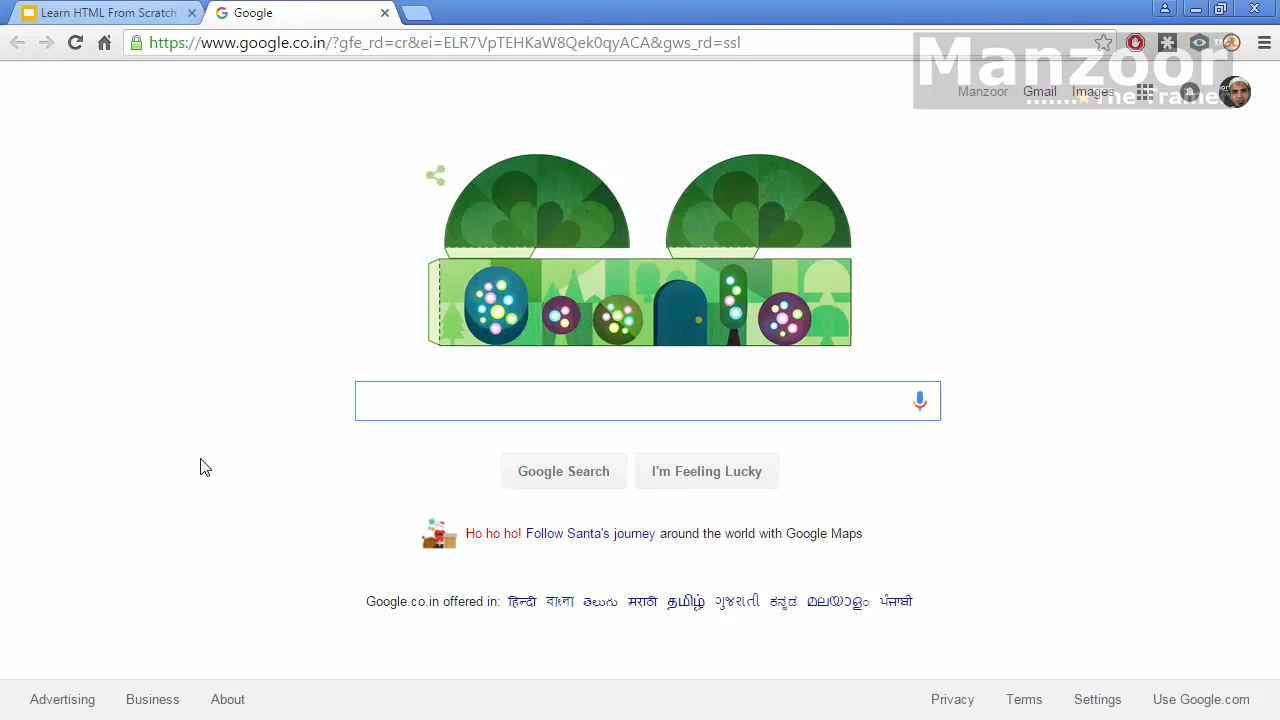 Learn HTML From Scratch
Google
https://www.google.co.in/?gfe_rd=cr&ei=ELR7VpTEHKaW8Qek0qyACA&gws_rd=ssl
Manzoor
.......★The Traine
Manzoor Gmail Images
Google Search
I'm Feeling Lucky
Ho ho ho! Follow Santa's journey around the world with Google Maps
Google.co.in offered in: हिन्दी বাংলা తెలుగు मराठी தமிழ் ગુજરાતી ಕನ್ನಡ മലയാളം ਪੰਜਾਬੀ
Advertising Business About
Privacy Terms Settings Use Google.com